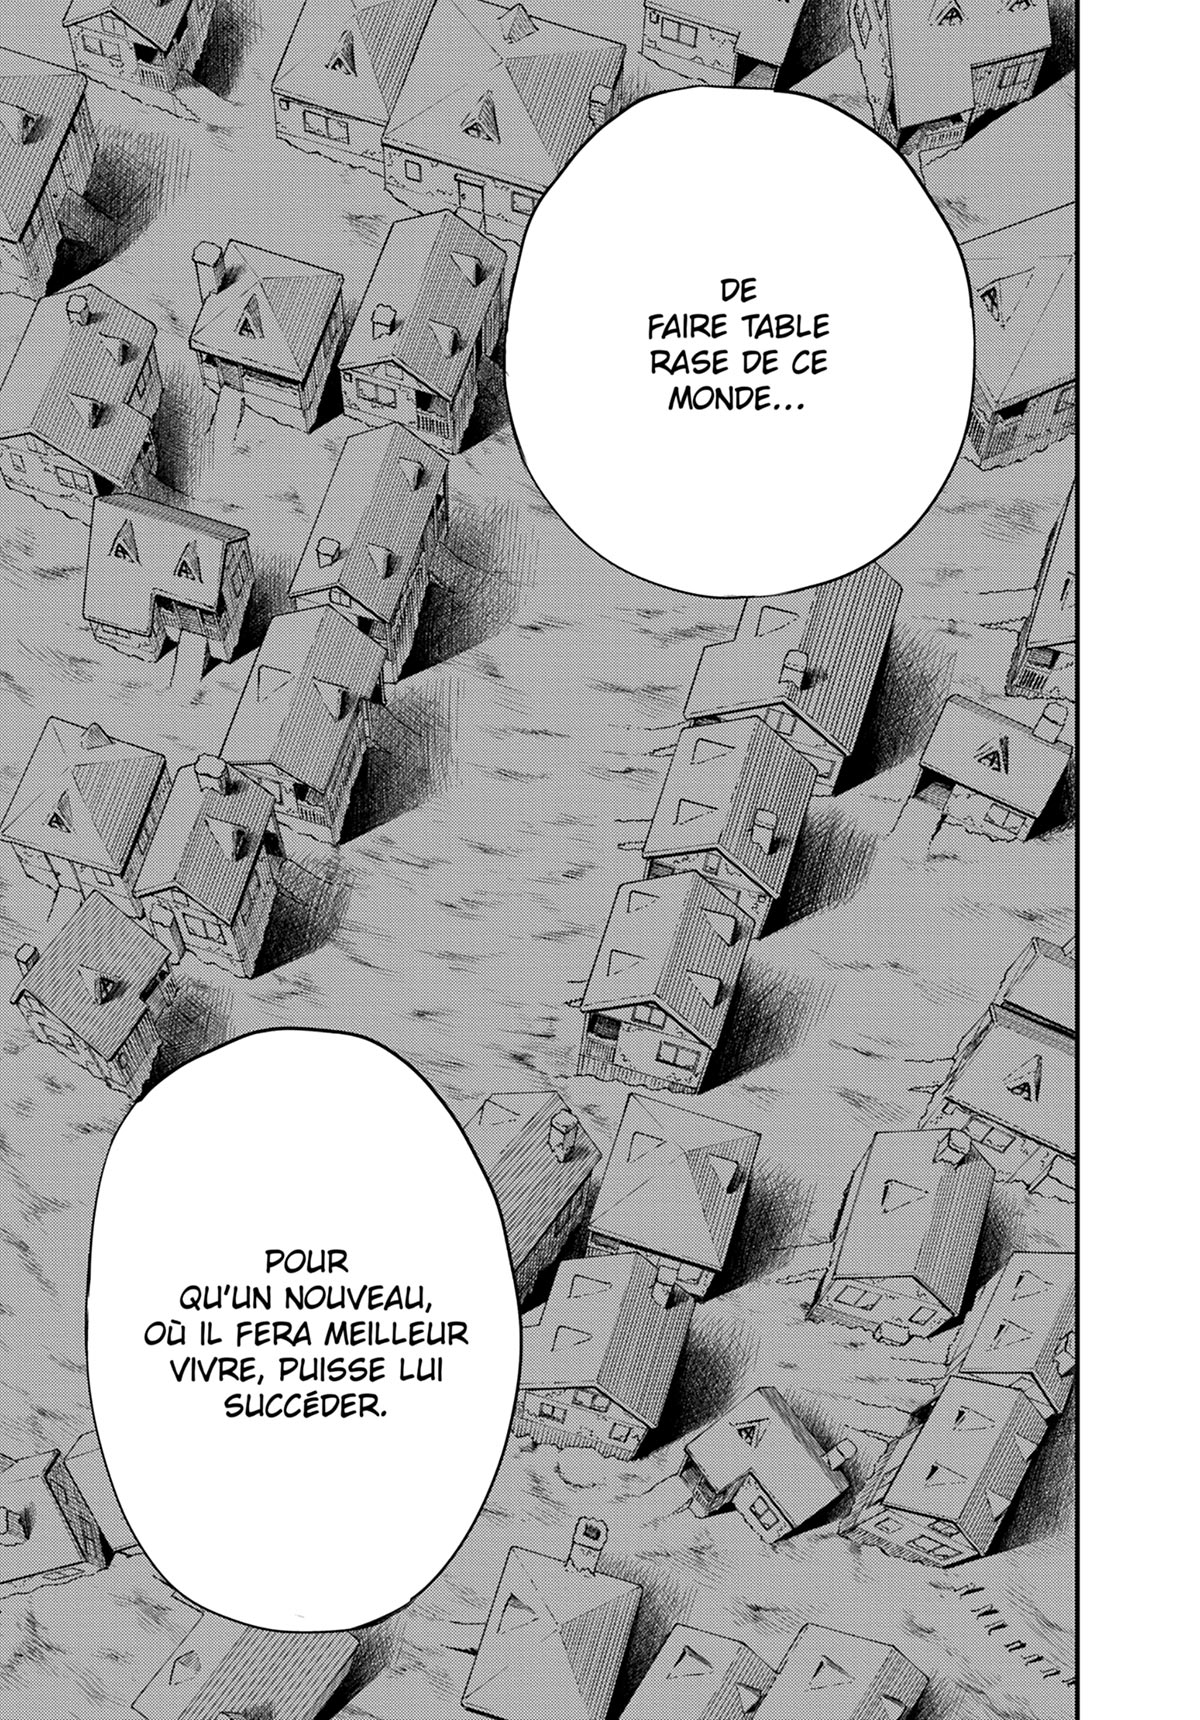 DE
FAIRE TABLE
RASE DE CE
MONDE...
POUR
QU'UN NOUVEAU,
OÙ IL FERA MEILLEUR
VIVRE, PUISSE LUI
SUCCÉDER.